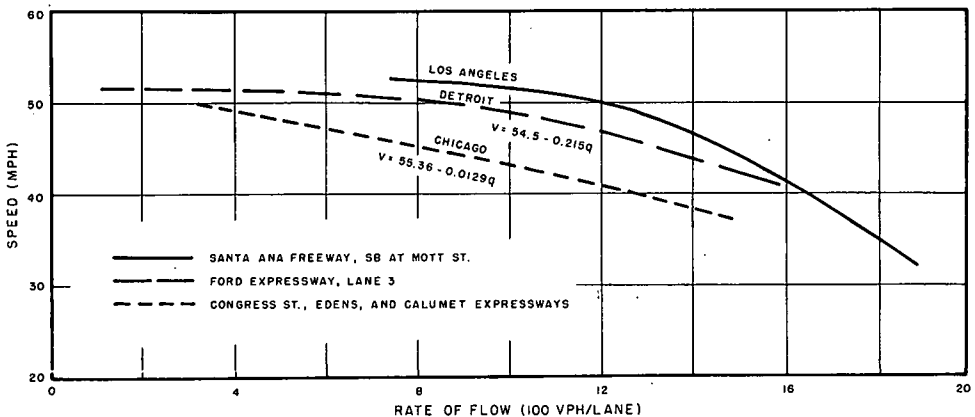 60
50
40
30
20
SPEED (MPH)
LOS ANGELES
DETROIT
V = 54.5 - 0.215q
CHICAGO
V = 55.36 - 0.0129q
SANTA ANA FREEWAY, SB AT MOTT ST.
FORD EXPRESSWAY, LANE 3
CONGRESS ST., EDENS, AND CALUMET EXPRESSWAYS
0 4 8 12 16 20
RATE OF FLOW (100 VPH/LANE)